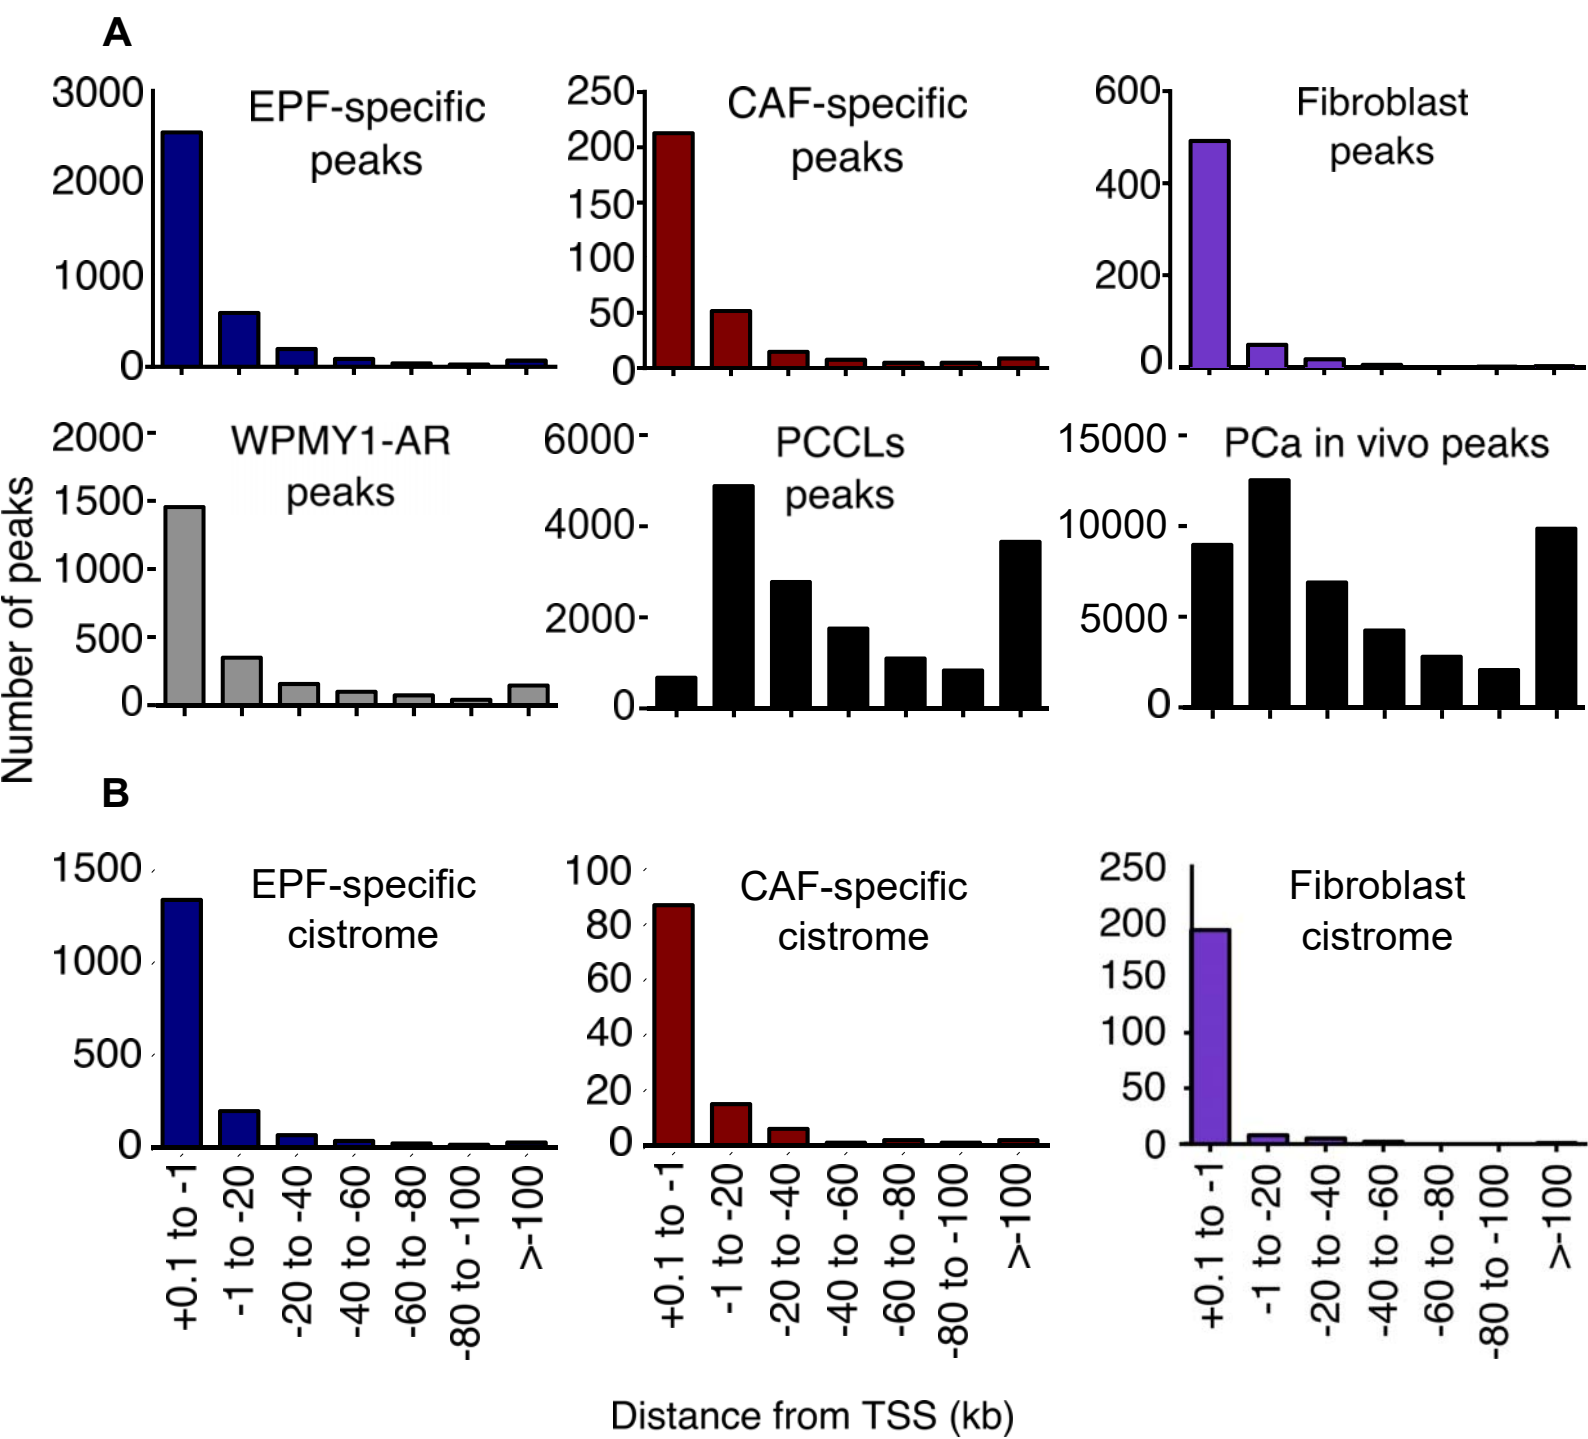 A
EPF-specific
peaks
3000
2000
1000
0
CAF-specific
peaks
250
200
150
100
50
0
Fibroblast
peaks
600
400
200
0
Number of peaks
WPMY1-AR
peaks
2000
1500
1000
500
0
PCCLs
peaks
6000
4000
2000
0
PCa in vivo peaks
15000
10000
5000
0
B
EPF-specific
cistrome
1500
1000
500
0
CAF-specific
cistrome
100
80
60
40
20
0
Fibroblast
cistrome
250
200
150
100
50
0
+0.1 to -1
-1 to -20
-20 to -40
-40 to -60
-60 to -80
-80 to -100
>-100
+0.1 to -1
-1 to -20
-20 to -40
-40 to -60
-60 to -80
-80 to -100
>-100
+0.1 to -1
-1 to -20
-20 to -40
-40 to -60
-60 to -80
-80 to -100
>-100
Distance from TSS (kb)